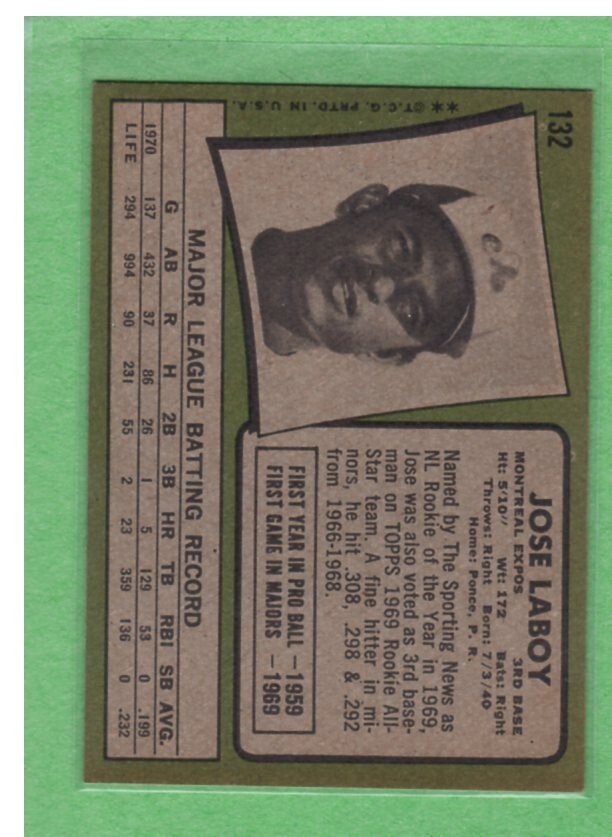 132
JOSE LABOY
MONTREAL EXPOS 3RD BASE
Ht: 5'10" Wt: 172 Bats: Right
Throws: Right Born: 7/3/40
Home: Ponce, P. R.
Named by The Sporting News as
NL Rookie of the Year in 1969,
Jose was also voted as 3rd base-
man on TOPPS 1969 Rookie All-
Star team. A fine hitter in mi-
nors, he hit .308, .298 & .292
from 1966-1968.
FIRST YEAR IN PRO BALL — 1959
FIRST GAME IN MAJORS — 1969
MAJOR LEAGUE BATTING RECORD
G AB R H 2B 3B HR TB RBI SB AVG.
1970 137 432 37 86 26 1 5 129 53 0 .199
LIFE 294 994 90 231 55 2 23 359 136 0 .232
**©T.C.G. PRTD. IN U.S.A.